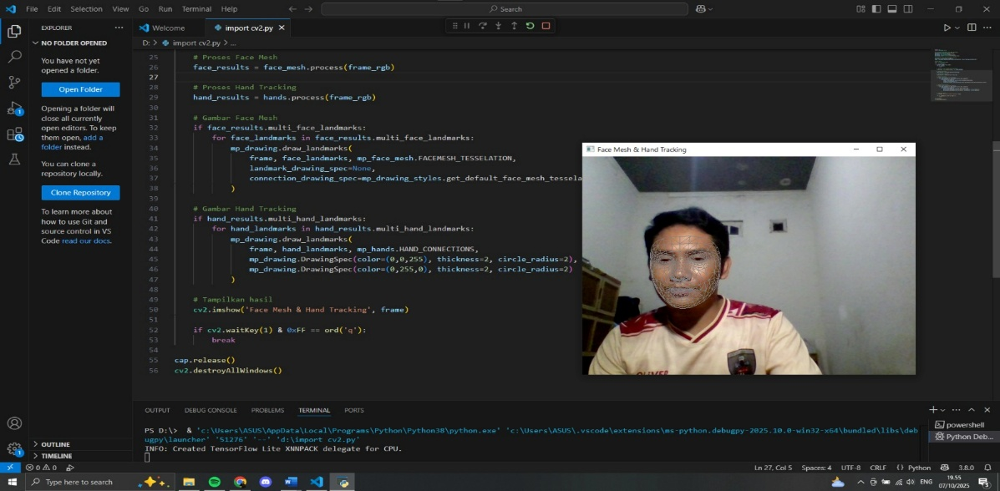 File Edit Selection View Go Run Terminal Help
Search
EXPLORER
NO FOLDER OPENED
You have not yet
opened a folder.
Open Folder
Opening a folder will
close all currently
open editors. To keep
them open, add a
folder instead.
You can clone a
repository locally.
Clone Repository
To learn more about
how to use Git and
source control in VS
Code read our docs.
OUTLINE
TIMELINE
Welcome
import cv2.py
D: > import cv2.py > ...
25 # Proses Face Mesh
26 face_results = face_mesh.process(frame_rgb)
27
28 # Proses Hand Tracking
29 hand_results = hands.process(frame_rgb)
30
31 # Gambar Face Mesh
32 if face_results.multi_face_landmarks:
33 for face_landmarks in face_results.multi_face_landmarks:
34 mp_drawing.draw_landmarks(
35 frame, face_landmarks, mp_face_mesh.FACEMESH_TESSELATION,
36 landmark_drawing_spec=None,
37 connection_drawing_spec=mp_drawing_styles.get_default_face_mesh_tessela
38 )
39
40 # Gambar Hand Tracking
41 if hand_results.multi_hand_landmarks:
42 for hand_landmarks in hand_results.multi_hand_landmarks:
43 mp_drawing.draw_landmarks(
44 frame, hand_landmarks, mp_hands.HAND_CONNECTIONS,
45 mp_drawing.DrawingSpec(color=(0,0,255), thickness=2, circle_radius=2),
46 mp_drawing.DrawingSpec(color=(0,255,0), thickness=2, circle_radius=2)
47 )
48
49 # Tampilkan hasil
50 cv2.imshow('Face Mesh & Hand Tracking', frame)
51
52 if cv2.waitKey(1) & 0xFF == ord('q'):
53 break
54
55 cap.release()
56 cv2.destroyAllWindows()
Face Mesh & Hand Tracking
OUTPUT DEBUG CONSOLE PROBLEMS TERMINAL PORTS
PS D:\> & 'c:\Users\ASUS\AppData\Local\Programs\Python\Python38\python.exe' 'c:\Users\ASUS\.vscode\extensions\ms-python.debugpy-2025.10.0-win32-x64\bundled\libs\deb
ugpy\launcher' '51276' '--' 'd:\import cv2.py'
INFO: Created TensorFlow Lite XNNPACK delegate for CPU.
powershell
Python Deb...
0 0 Ln 27, Col 5 Spaces: 4 UTF-8 CRLF {} Python 3.8.0
Type here to search
ENG
19.55
07/10/2025